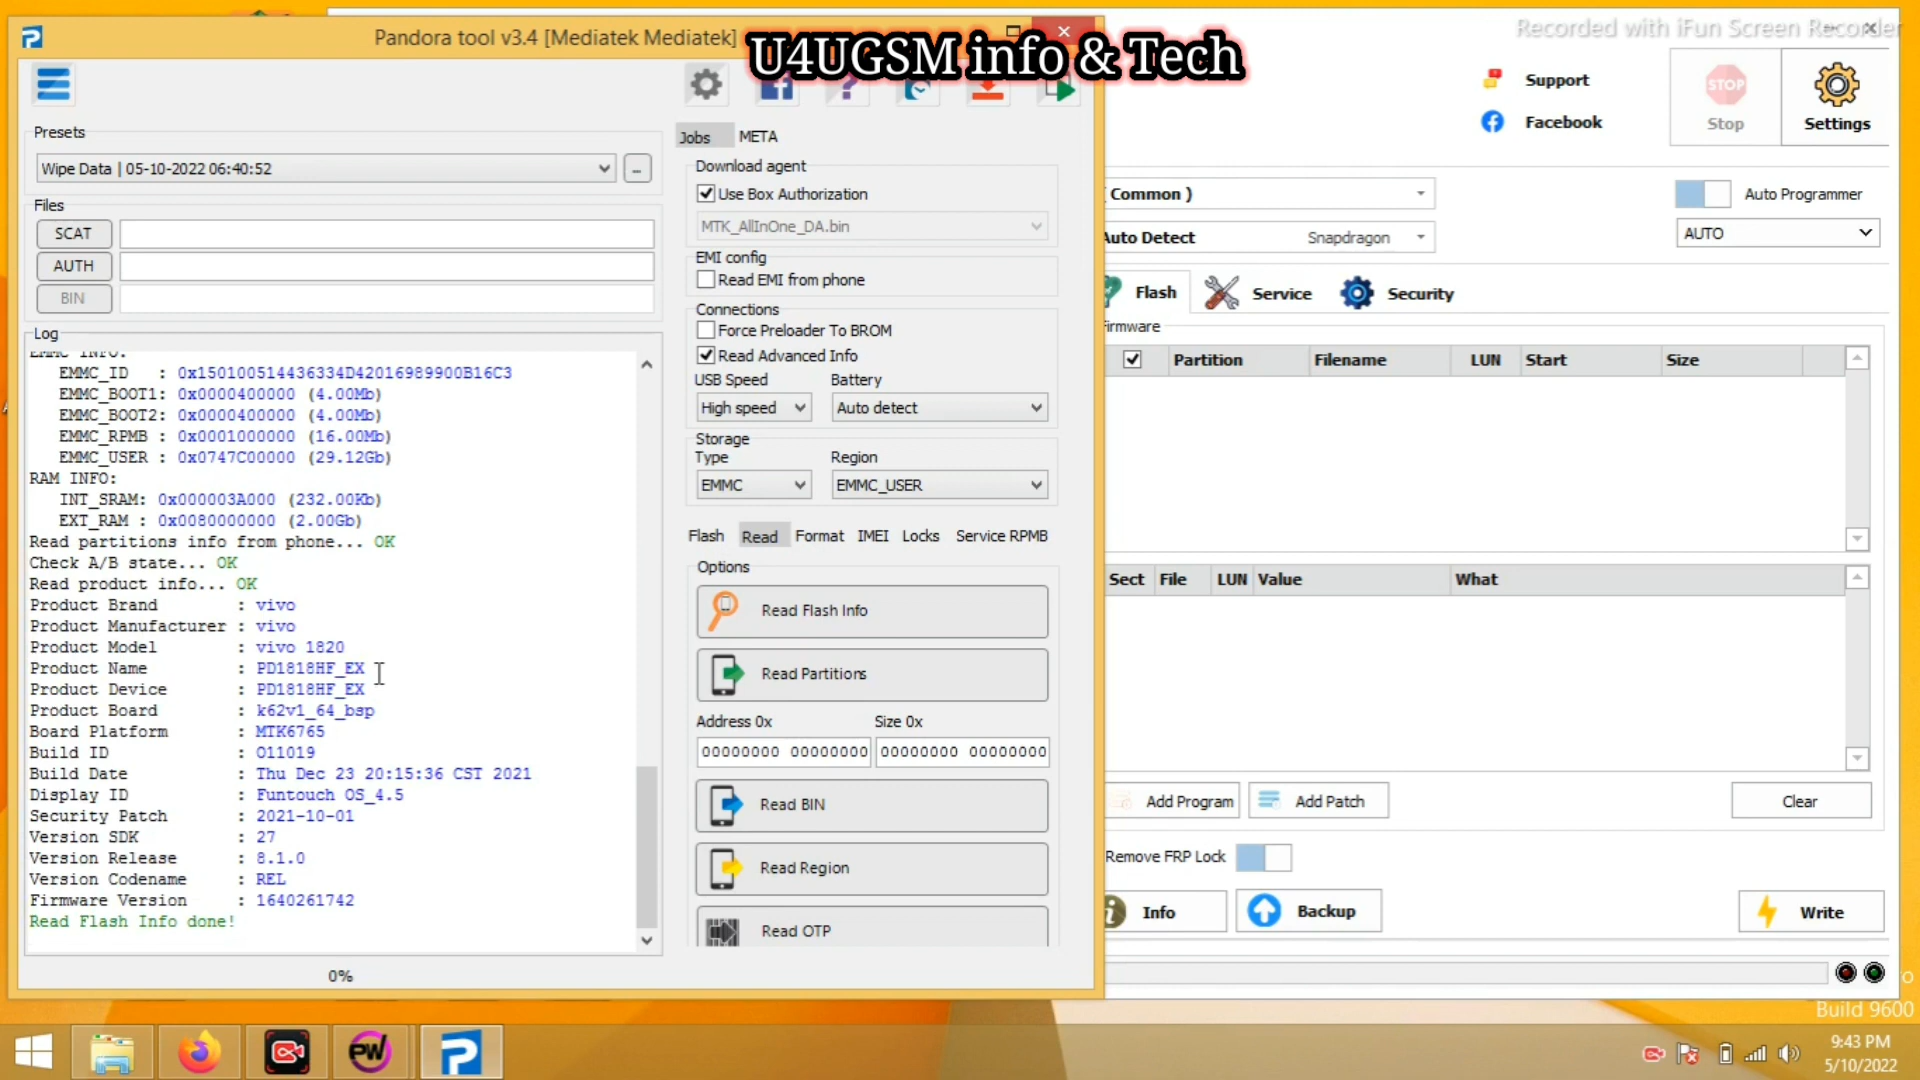 Pandora tool v3.4 [Mediatek Mediatek]
U4UGSM info & Tech
Recorded with iFun Screen Recorder
Presets
Wipe Data | 05-10-2022 06:40:52
...
Files
SCAT
AUTH
BIN
Log
EMMC INFO:
EMMC_ID : 0x150100514436334D42016989900B16C3
EMMC_BOOT1: 0x0000400000 (4.00Mb)
EMMC_BOOT2: 0x0000400000 (4.00Mb)
EMMC_RPMB : 0x0001000000 (16.00Mb)
EMMC_USER : 0x0747C00000 (29.12Gb)
RAM INFO:
INT_SRAM: 0x000003A000 (232.00Kb)
EXT_RAM : 0x0080000000 (2.00Gb)
Read partitions info from phone... OK
Check A/B state... OK
Read product info... OK
Product Brand : vivo
Product Manufacturer : vivo
Product Model : vivo 1820
Product Name : PD1818HF_EX
Product Device : PD1818HF_EX
Product Board : k62v1_64_bsp
Board Platform : MTK6765
Build ID : O11019
Build Date : Thu Dec 23 20:15:36 CST 2021
Display ID : Funtouch OS_4.5
Security Patch : 2021-10-01
Version SDK : 27
Version Release : 8.1.0
Version Codename : REL
Firmware Version : 1640261742
Read Flash Info done!
0%
Jobs META
Download agent
Use Box Authorization
MTK_AllInOne_DA.bin
EMI config
Read EMI from phone
Connections
Force Preloader To BROM
Read Advanced Info
USB Speed Battery
High speed Auto detect
Storage
Type Region
EMMC EMMC_USER
Flash Read Format IMEI Locks Service RPMB
Options
Read Flash Info
Read Partitions
Address 0x Size 0x
00000000 00000000 00000000 00000000
Read BIN
Read Region
Read OTP
Support
Facebook
STOP
Stop
Settings
( Common )
Auto Detect Snapdragon
Auto Programmer
AUTO
Flash Service Security
Firmware
Partition Filename LUN Start Size
Sect File LUN Value What
Add Program Add Patch Clear
Remove FRP Lock
Info Backup Write
Build 9600
PW
9:43 PM
5/10/2022